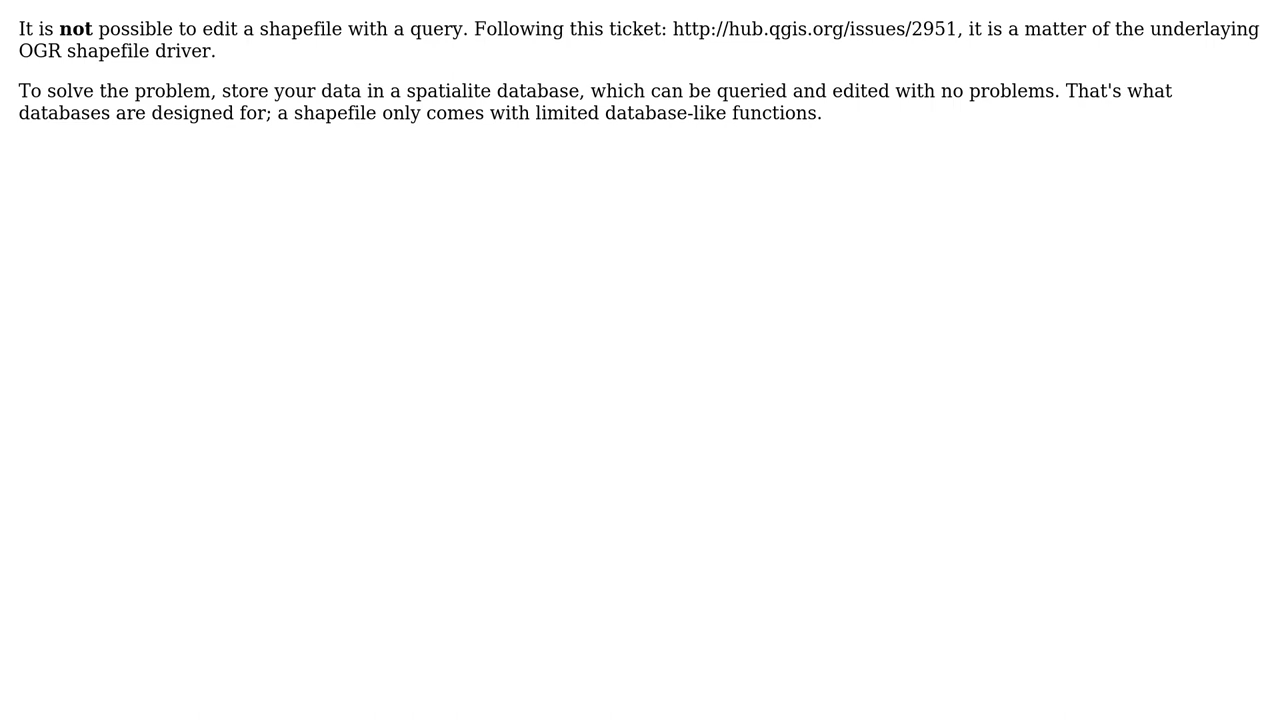 It is not possible to edit a shapefile with a query. Following this ticket: http://hub.qgis.org/issues/2951, it is a matter of the underlaying
OGR shapefile driver.
To solve the problem, store your data in a spatialite database, which can be queried and edited with no problems. That's what
databases are designed for; a shapefile only comes with limited database-like functions.